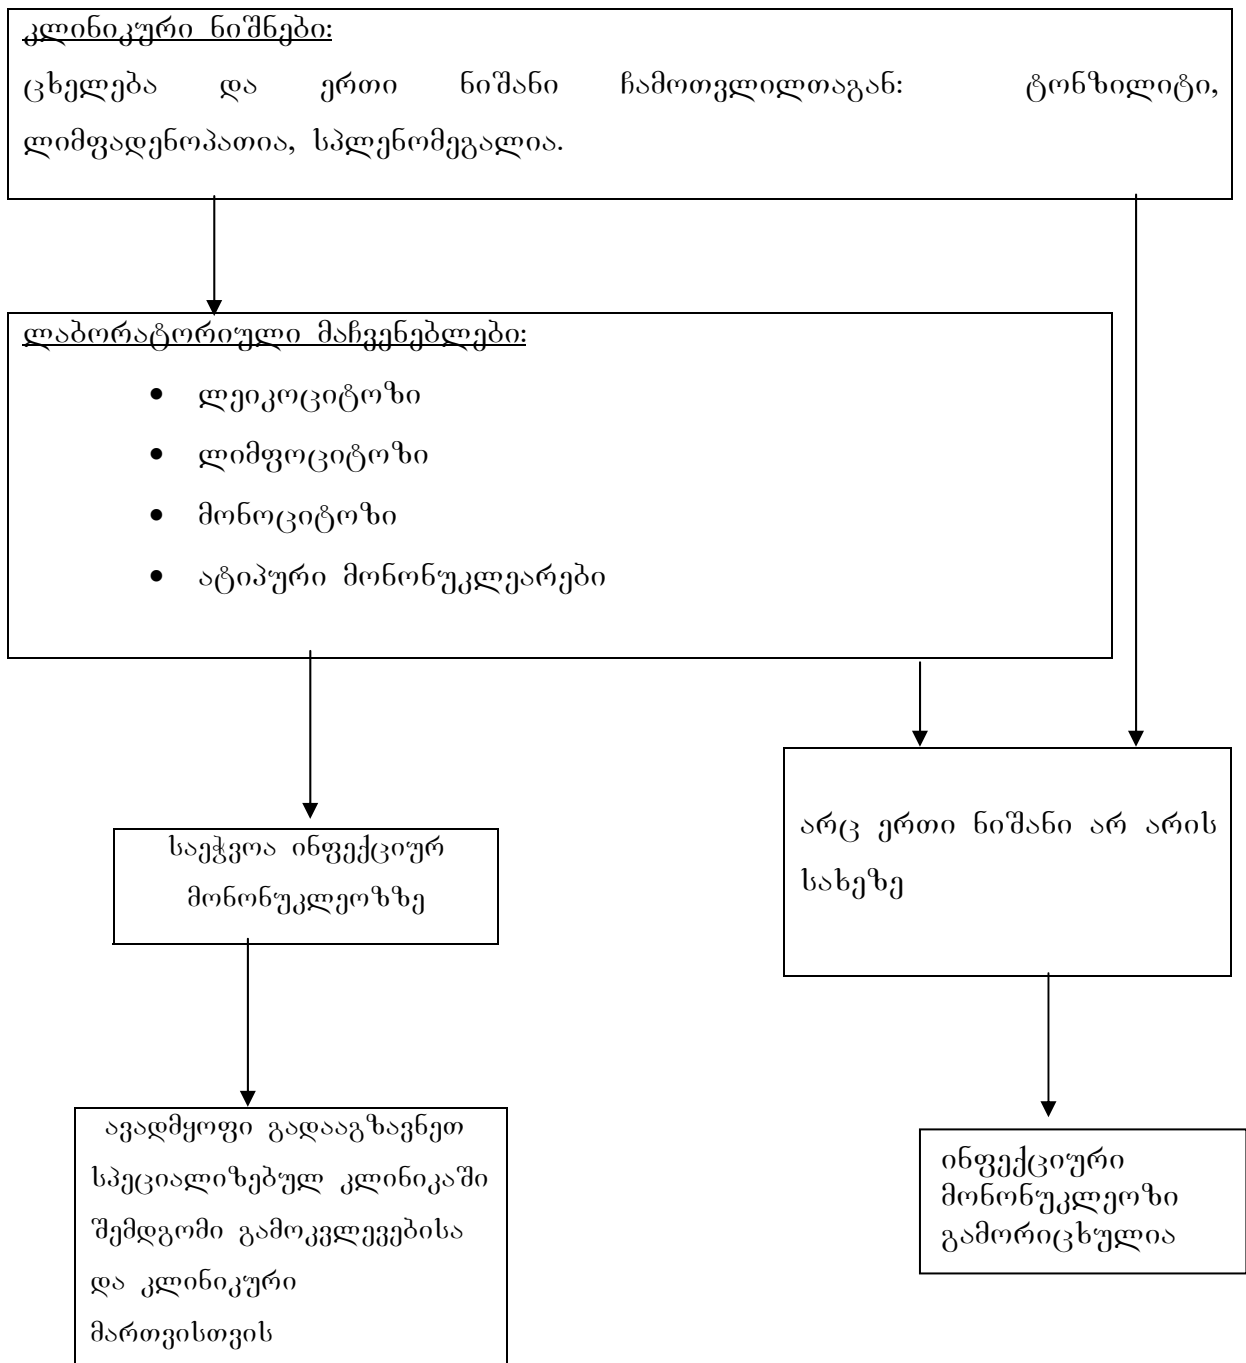 კლინიკური ნიშნები:
ცხელება და ერთი ნიშანი ჩამოთვლილთაგან: ტონზილიტი,
ლიმფადენოპათია, სპლენომეგალია.
ლაბორატორიული მაჩვენებლები:
• ლეიკოციტოზი
• ლიმფოციტოზი
• მონოციტოზი
• ატიპური მონონუკლეარები
საეჭვოა ინფექციურ
მონონუკლეოზზე
არც ერთი ნიშანი არ არის
სახეზე
ავადმყოფი გადააგზავნეთ
სპეციალიზებულ კლინიკაში
შემდგომი გამოკვლევებისა
და კლინიკური
მართვისთვის
ინფექციური
მონონუკლეოზი
გამორიცხულია